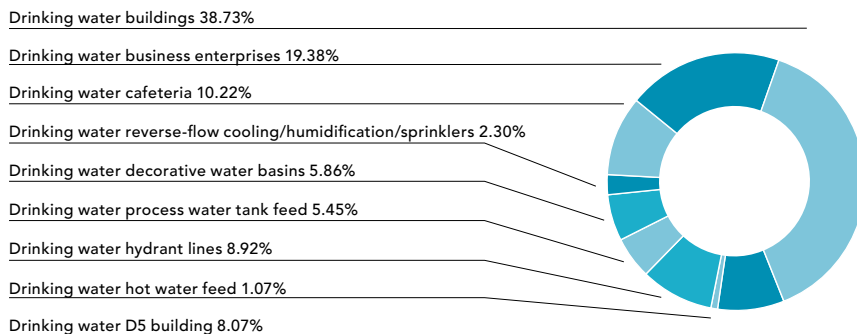 Drinking water buildings 38.73%
Drinking water business enterprises 19.38%
Drinking water cafeteria 10.22%
Drinking water reverse-flow cooling/humidification/sprinklers 2.30%
Drinking water decorative water basins 5.86%
Drinking water process water tank feed 5.45%
Drinking water hydrant lines 8.92%
Drinking water hot water feed 1.07%
Drinking water D5 building 8.07%